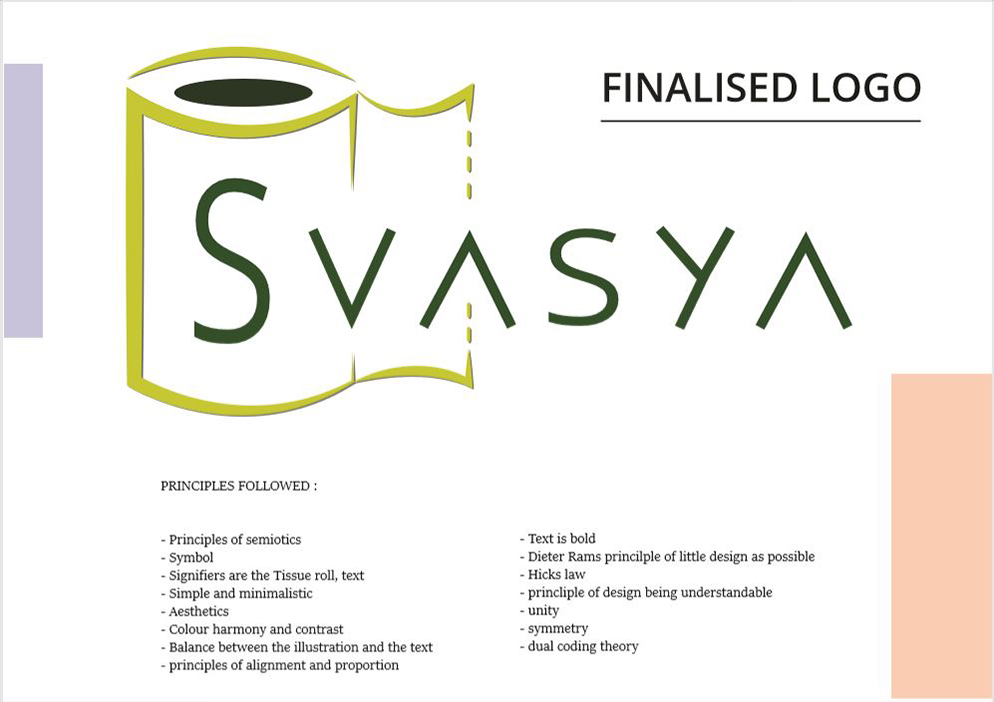 FINALISED LOGO
SVASYA
PRINCIPLES FOLLOWED :
- Principles of semiotics
- Symbol
- Signifiers are the Tissue roll, text
- Simple and minimalistic
- Aesthetics
- Colour harmony and contrast
- Balance between the illustration and the text
- principles of alignment and proportion
- Text is bold
- Dieter Rams princilple of little design as possible
- Hicks law
- princliple of design being understandable
- unity
- symmetry
- dual coding theory